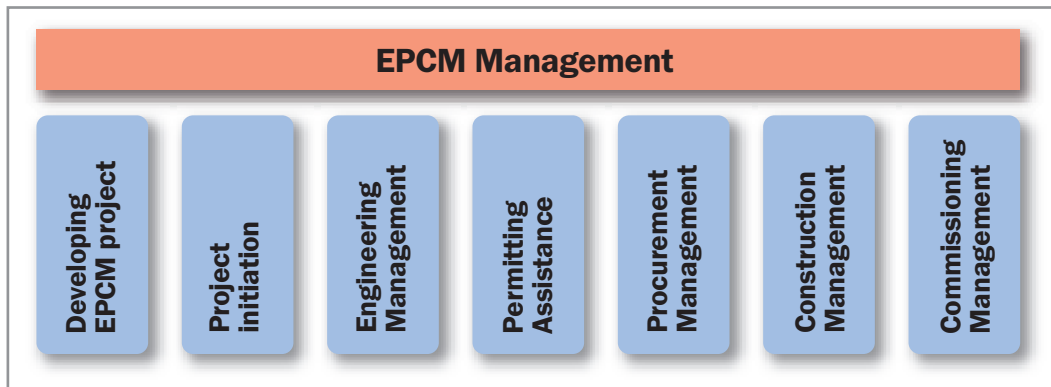 EPCM Management
Developing
EPCM project
Project
initiation
Engineering
Management
Permitting
Assistance
Procurement
Management
Construction
Management
Commissioning
Management